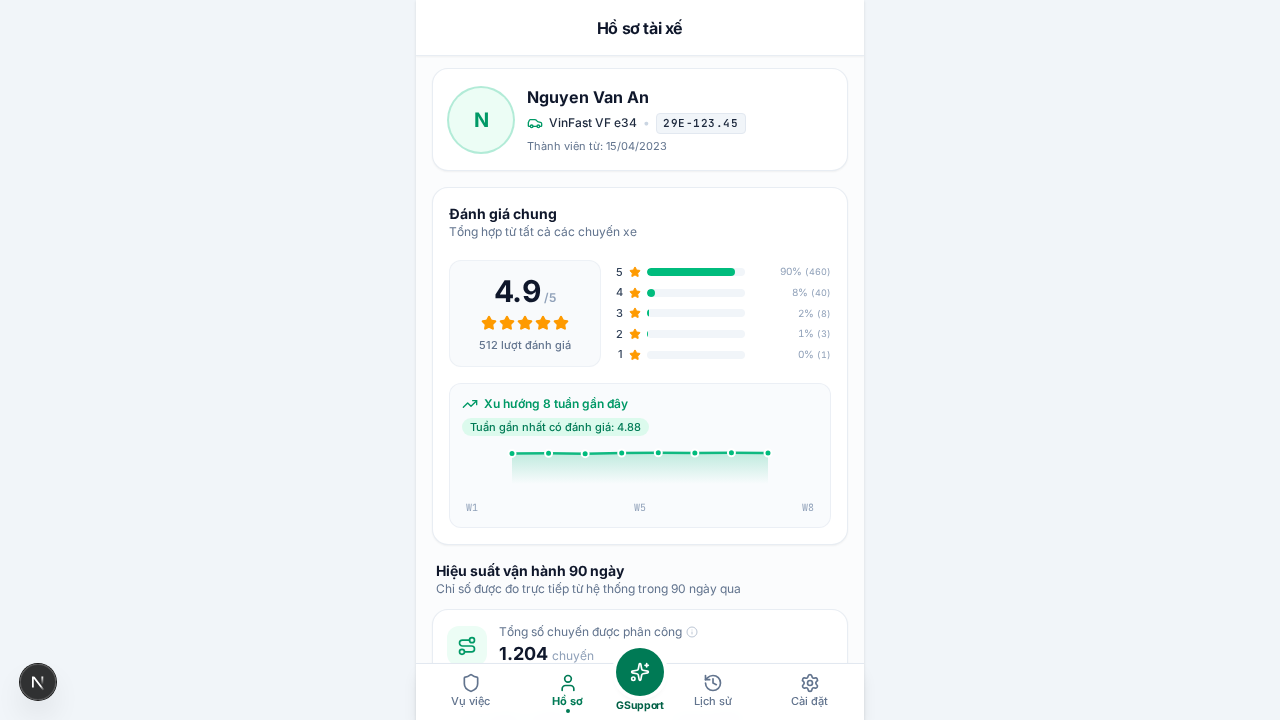 Hồ sơ tài xế
N
Nguyen Van An
VinFast VF e34 • 29E-123.45
Thành viên từ: 15/04/2023
Đánh giá chung
Tổng hợp từ tất cả các chuyến xe
4.9 /5
512 lượt đánh giá
5 90% (460)
4 8% (40)
3 2% (8)
2 1% (3)
1 0% (1)
Xu hướng 8 tuần gần đây
Tuần gần nhất có đánh giá: 4.88
W1 W5 W8
Hiệu suất vận hành 90 ngày
Chỉ số được đo trực tiếp từ hệ thống trong 90 ngày qua
Tổng số chuyến được phân công
1.204 chuyến
N
Vụ việc
Hồ sơ
GSupport
Lịch sử
Cài đặt